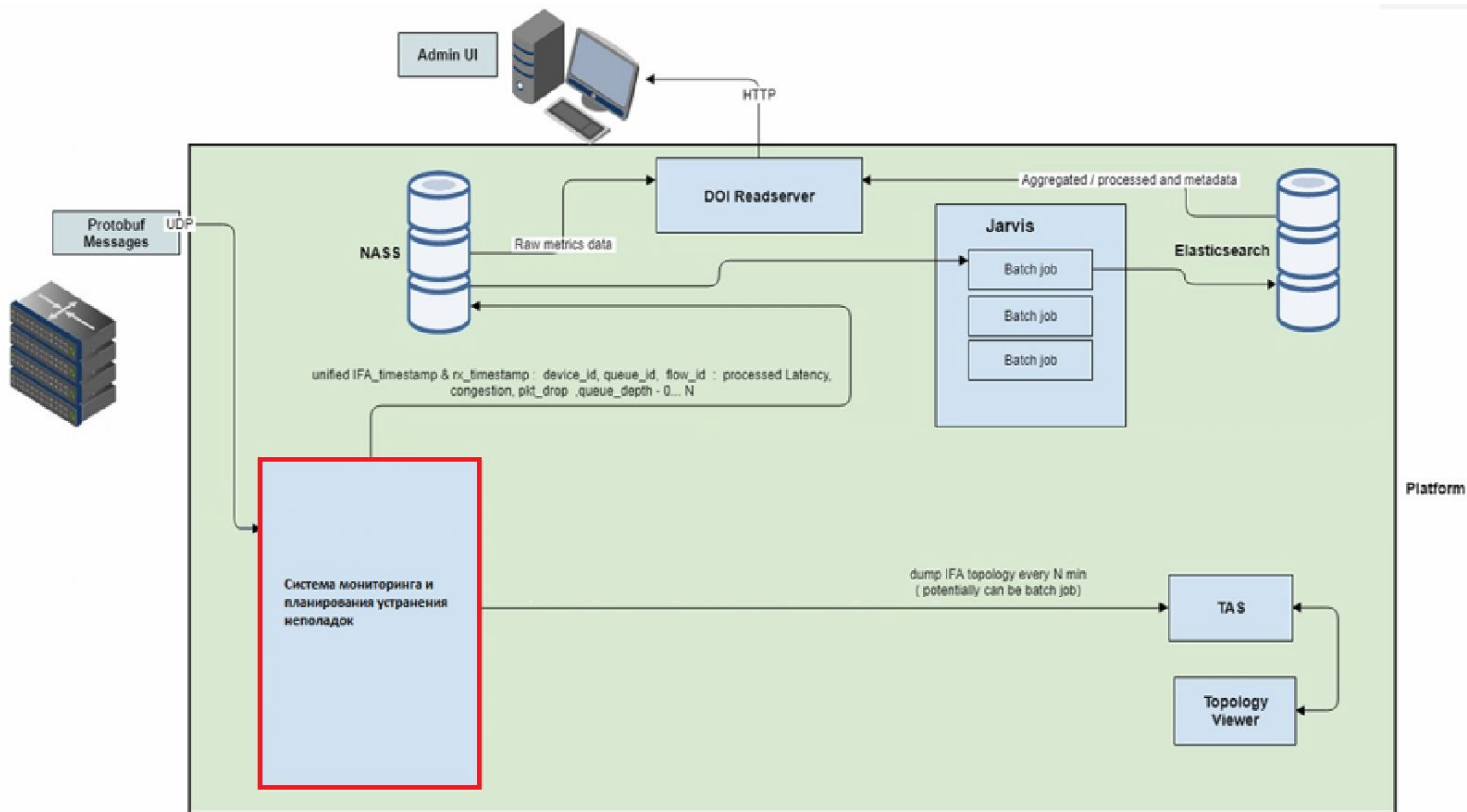 Admin UI
HTTP
DOI Readserver
Aggregated / processed and metadata
Protobuf
Messages
UDP
NASS
Raw metrics data
Jarvis
Batch job
Batch job
Batch job
Elasticsearch
unified IFA_timestamp & rx_timestamp : device_id, queue_id, flow_id : processed Latency,
congestion, pkt_drop ,queue_depth - 0... N
Platform
Система мониторинга и
планирования устранения
неполадок
dump IFA topology every N min
( potentially can be batch job)
TAS
Topology
Viewer